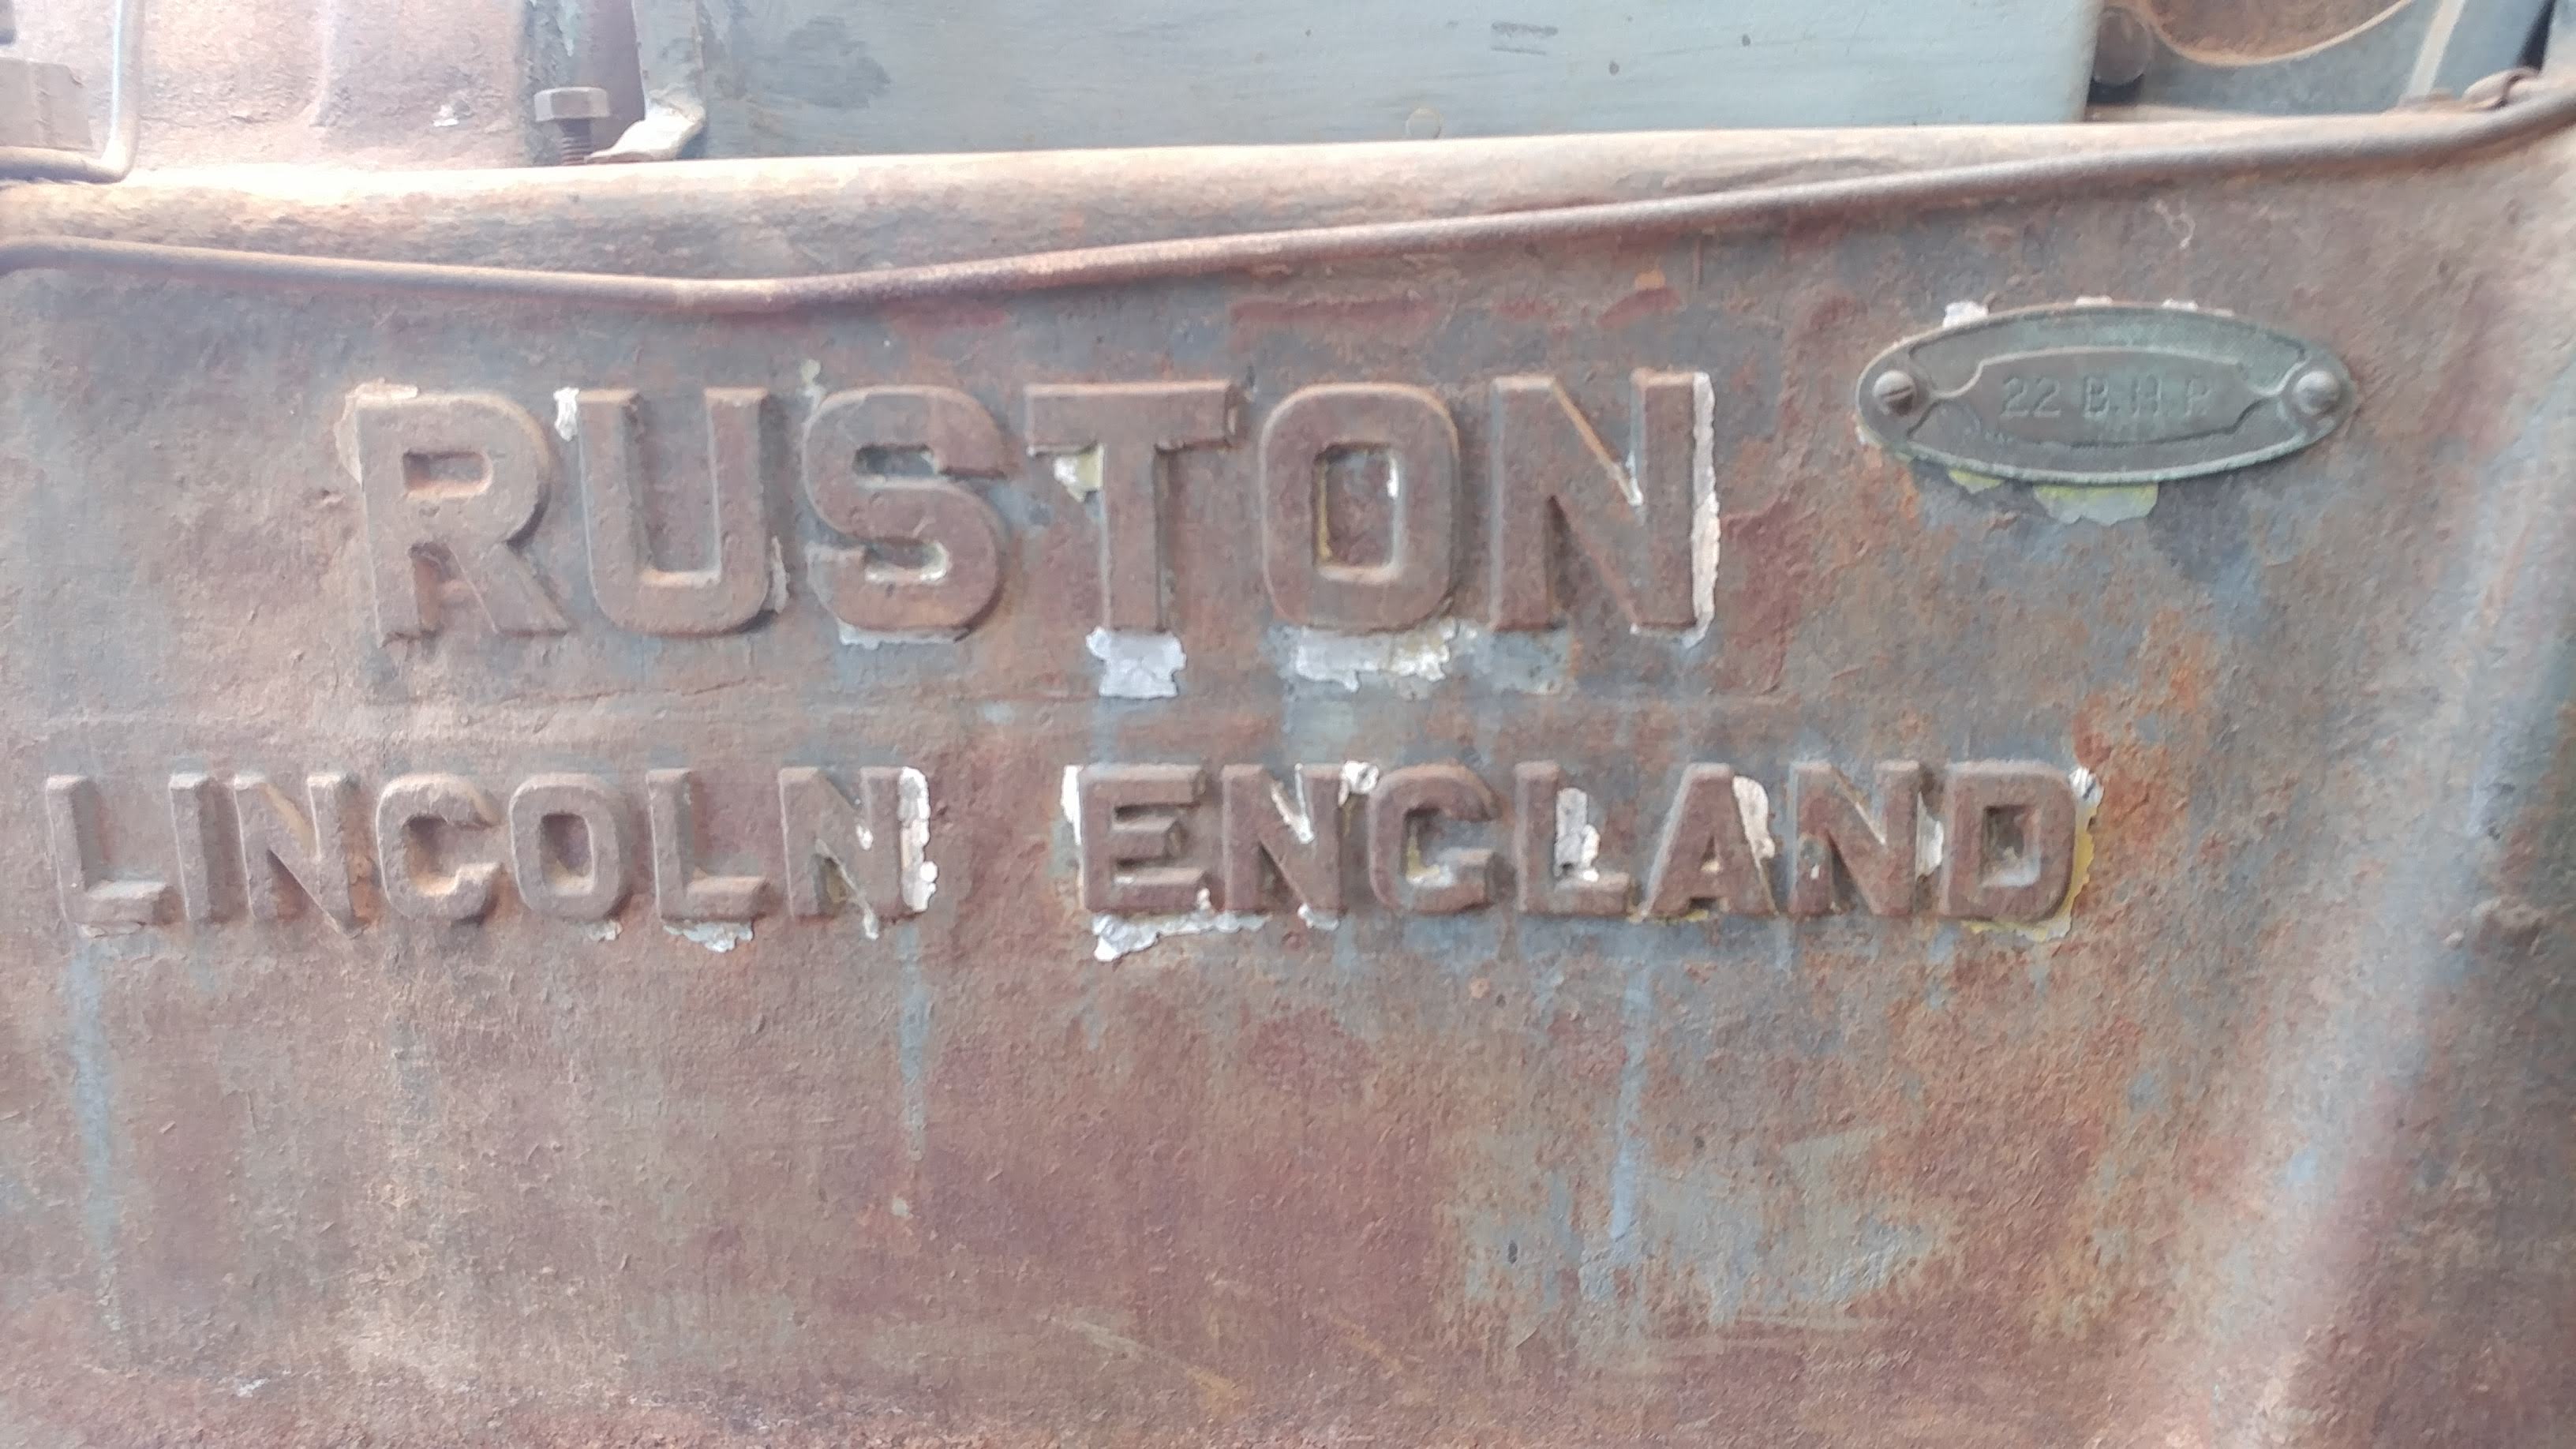 RUSTON
22 B.H.P.
LINCOLN ENGLAND